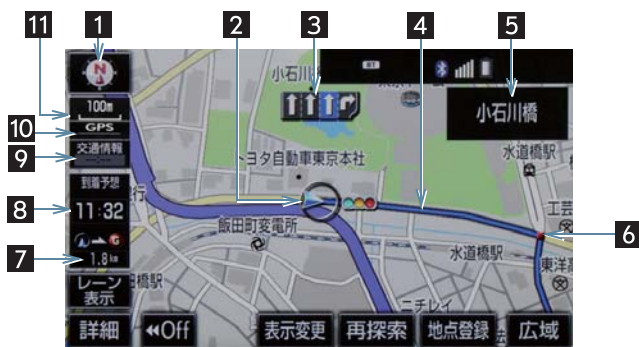 11
1
2
3
4
5
小石川
BT
100m
小石川橋
10
GPS
9
交通情報
水道橋駅
トヨタ自動車東京本社
到着予想
8
11:32
飯田町変電所
工芸
6
G
水道橋駅
7
1.8km
橋駅
東洋高
レーン
表示
ニチレイ
詳細
Off
表示変更
再探索
地点登録
広域